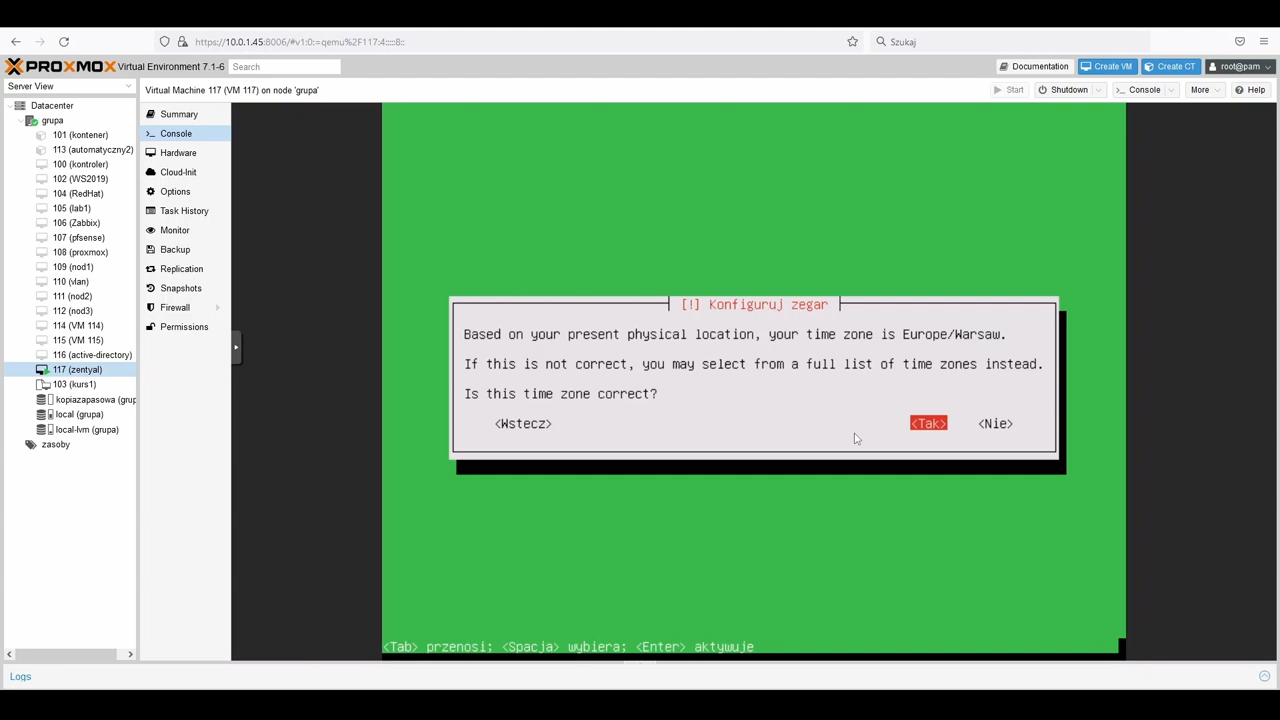 https://10.0.1.45:8006/#v1:0:=qemu%2F117:4:::::8::
Szukaj
PROXMOX Virtual Environment 7.1-6
Search
Documentation
Create VM
Create CT
root@pam
Server View
Virtual Machine 117 (VM 117) on node 'grupa'
Start
Shutdown
Console
More
Help
Datacenter
grupa
101 (kontener)
113 (automatyczny2)
100 (kontroler)
102 (WS2019)
104 (RedHat)
105 (lab1)
106 (Zabbix)
107 (pfsense)
108 (proxmox)
109 (nod1)
110 (vlan)
111 (nod2)
112 (nod3)
114 (VM 114)
115 (VM 115)
116 (active-directory)
117 (zentyal)
103 (kurs1)
kopiazapasowa (grup
local (grupa)
local-lvm (grupa)
zasoby
Summary
Console
Hardware
Cloud-Init
Options
Task History
Monitor
Backup
Replication
Snapshots
Firewall
Permissions
[!] Konfiguruj zegar
Based on your present physical location, your time zone is Europe/Warsaw.
If this is not correct, you may select from a full list of time zones instead.
Is this time zone correct?
<Wstecz>
<Tak>
<Nie>
<Tab> przenosi; <Spacja> wybiera; <Enter> aktywuje
Logs